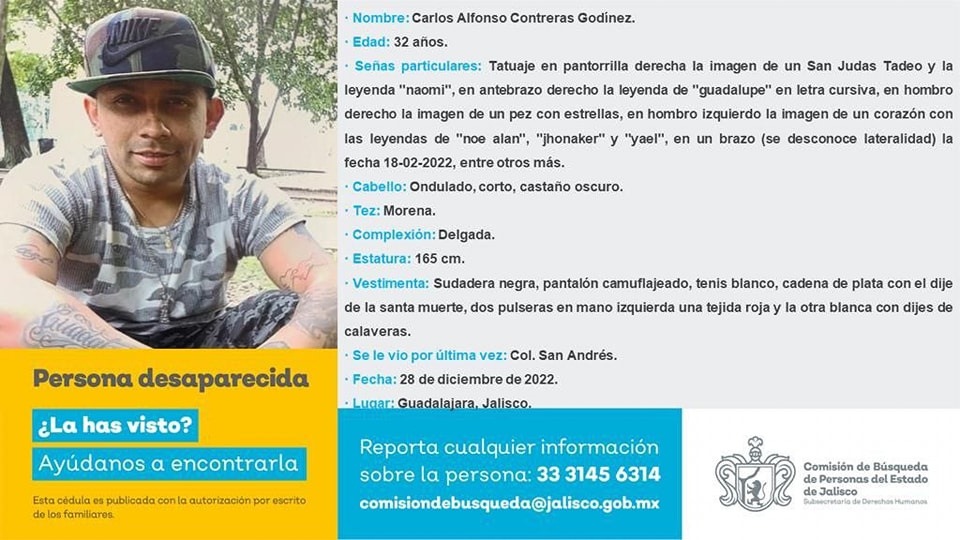 NIKE
· Nombre: Carlos Alfonso Contreras Godínez.
· Edad: 32 años.
· Señas particulares: Tatuaje en pantorrilla derecha la imagen de un San Judas Tadeo y la
leyenda "naomi", en antebrazo derecho la leyenda de "guadalupe" en letra cursiva, en hombro
derecho la imagen de un pez con estrellas, en hombro izquierdo la imagen de un corazón con
las leyendas de "noe alan", "jhonaker" y "yael", en un brazo (se desconoce lateralidad) la
fecha 18-02-2022, entre otros más.
· Cabello: Ondulado, corto, castaño oscuro.
· Tez: Morena.
· Complexión: Delgada.
· Estatura: 165 cm.
· Vestimenta: Sudadera negra, pantalón camuflajeado, tenis blanco, cadena de plata con el dije
de la santa muerte, dos pulseras en mano izquierda una tejida roja y la otra blanca con dijes de
calaveras.
· Se le vio por última vez: Col. San Andrés.
· Fecha: 28 de diciembre de 2022.
· Lugar: Guadalajara, Jalisco.
Persona desaparecida
¿La has visto?
Ayúdanos a encontrarla
Esta cédula es publicada con la autorización por escrito
de los familiares.
Reporta cualquier información
sobre la persona: 33 3145 6314
comisiondebusqueda@jalisco.gob.mx
Comisión de Búsqueda
de Personas del Estado
de Jalisco
Subsecretaría de Derechos Humanos